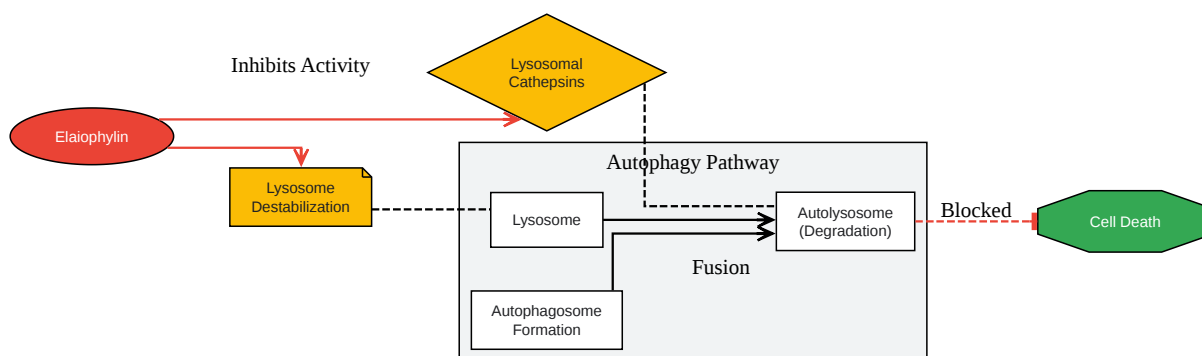 Inhibits Activity
Lysosomal
Cathepsins
Elaiophylin
Lysosome
Destabilization
Autophagy Pathway
Lysosome
Autolysosome
(Degradation)
Blocked
Cell Death
Fusion
Autophagosome
Formation